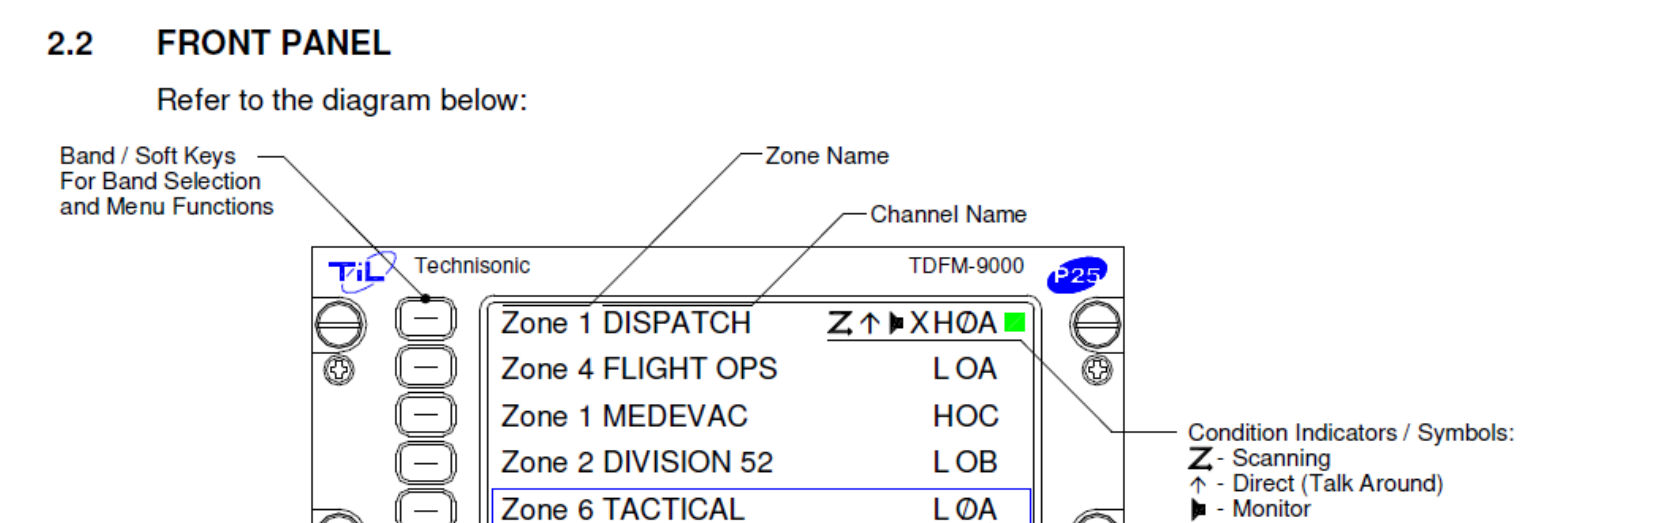 2.2 FRONT PANEL
Refer to the diagram below:
Band / Soft Keys
For Band Selection
and Menu Functions
Zone Name
Channel Name
TiL Technisonic TDFM-9000 P25
Zone 1 DISPATCH Z↑ XHØA
Zone 4 FLIGHT OPS L OA
Zone 1 MEDEVAC HOC
Zone 2 DIVISION 52 L OB
Zone 6 TACTICAL L ØA
Condition Indicators / Symbols:
Z - Scanning
↑ - Direct (Talk Around)
- Monitor